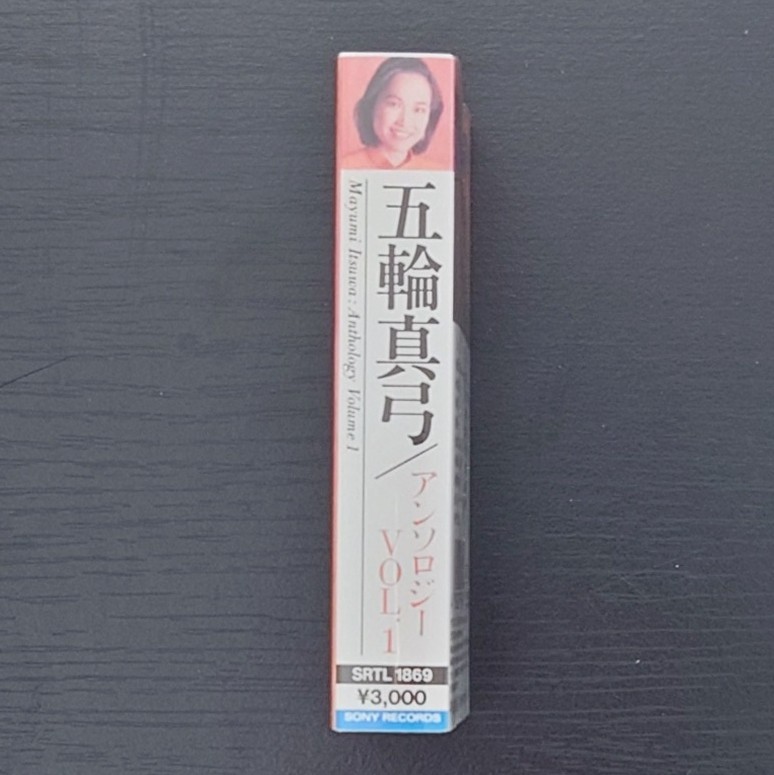 五輪真弓／アンソロジー
VOL.1
Mayumi Itsuwa: Anthology Volume 1
SRTL 1869
¥3,000
SONY RECORDS